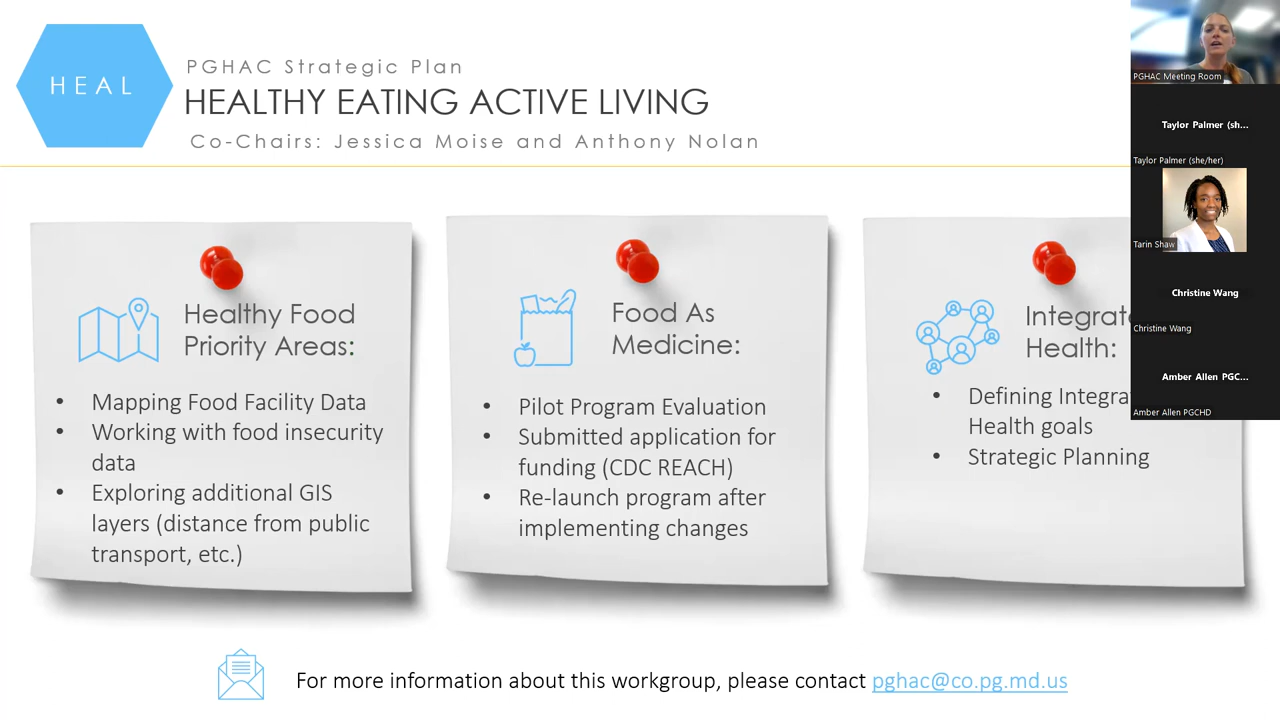 HEAL
PGHAC Strategic Plan
HEALTHY EATING ACTIVE LIVING
Co-Chairs: Jessica Moise and Anthony Nolan
Healthy Food
Priority Areas:
• Mapping Food Facility Data
• Working with food insecurity
data
• Exploring additional GIS
layers (distance from public
transport, etc.)
Food As
Medicine:
• Pilot Program Evaluation
• Submitted application for
funding (CDC REACH)
• Re-launch program after
implementing changes
Integrat
Health:
• Defining Integra
Health goals
• Strategic Planning
For more information about this workgroup, please contact pghac@co.pg.md.us
PGHAC Meeting Room
Taylor Palmer (sh...
Taylor Palmer (she/her)
Tarin Shaw
Christine Wang
Christine Wang
Amber Allen PGC...
Amber Allen PGCHD